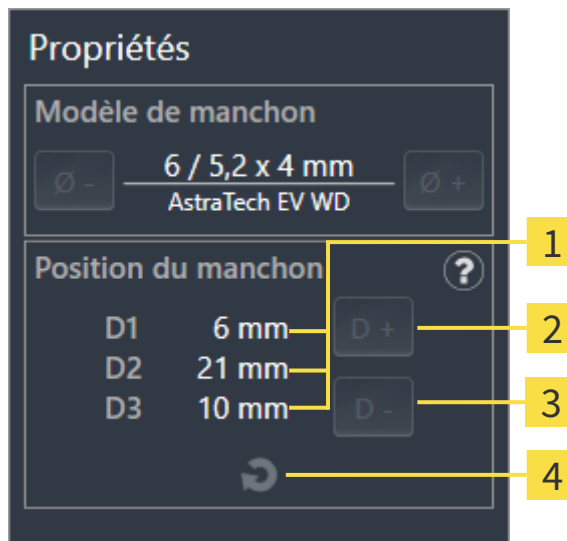 Propriétés
Modèle de manchon
Ø -
6 / 5,2 x 4 mm
Ø +
AstraTech EV WD
1
Position du manchon
?
D1 6 mm
D +
2
D2 21 mm
D3 10 mm
D -
3
4